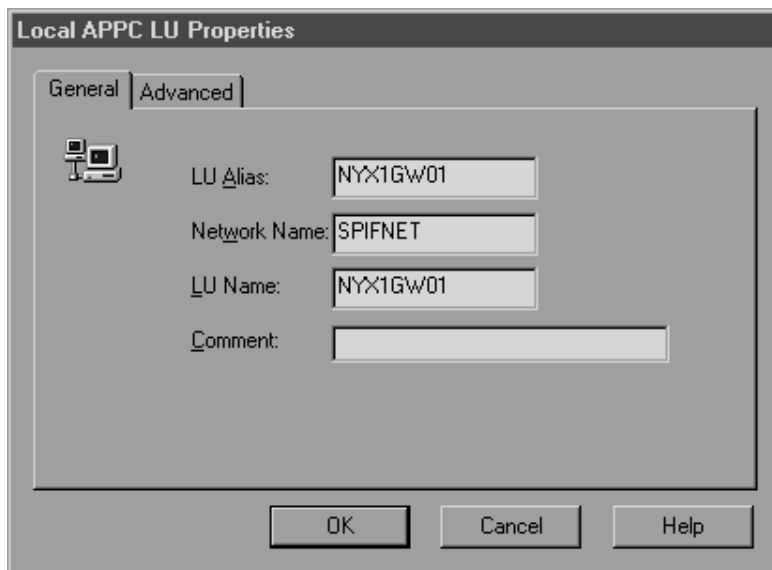 Local APPC LU Properties
General Advanced
LU Alias: NYX1GW01
Network Name: SPIFNET
LU Name: NYX1GW01
Comment:
OK Cancel Help